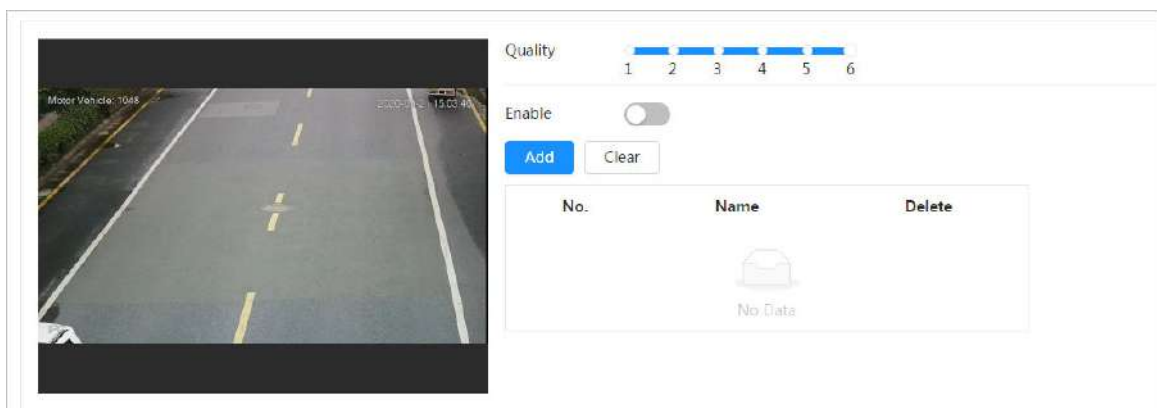 Motor Vehicle: 1048
Quality
1 2 3 4 5 6
Enable
Add Clear
No. Name Delete
No Data